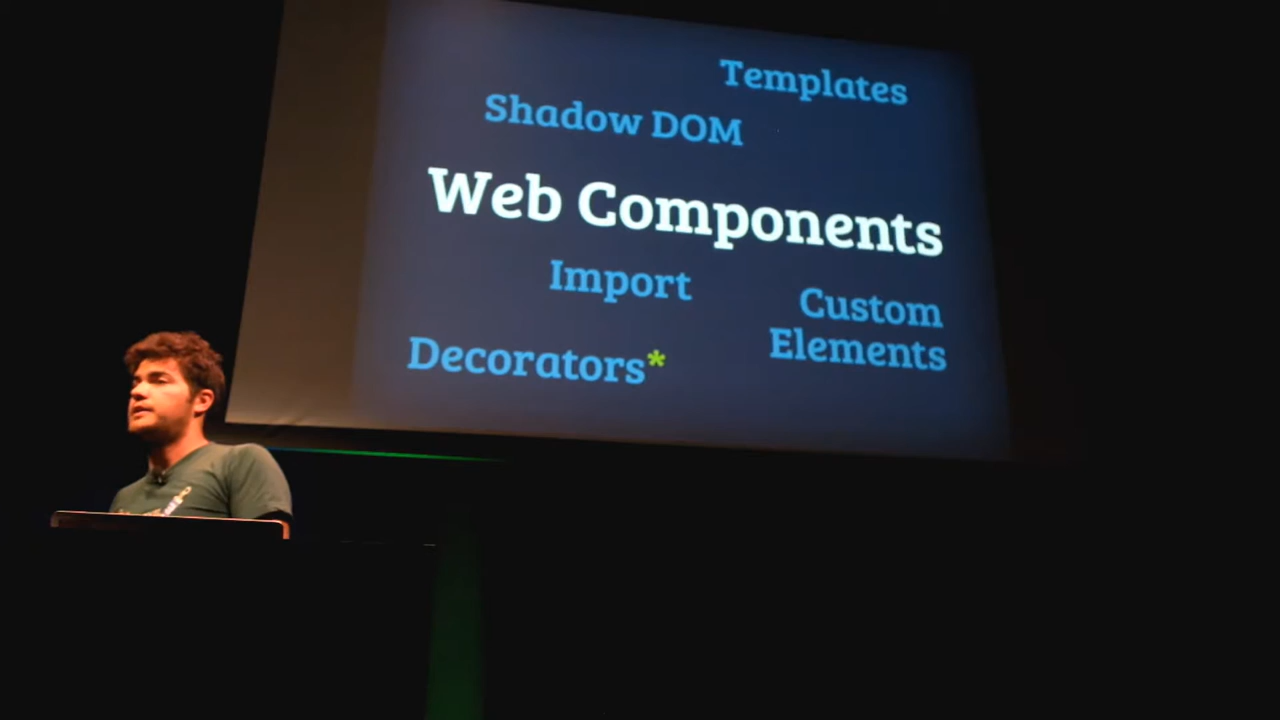 Templates
Shadow DOM
Web Components
Import
Custom
Elements
Decorators*